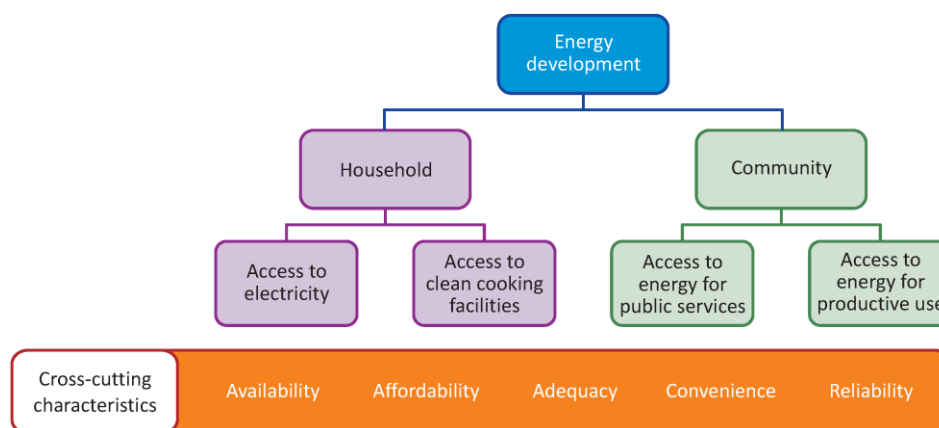 Energy
development
Household
Community
Access to
electricity
Access to
clean cooking
facilities
Access to
energy for
public services
Access to
energy for
productive use
Cross-cutting
characteristics
Availability
Affordability
Adequacy
Convenience
Reliability